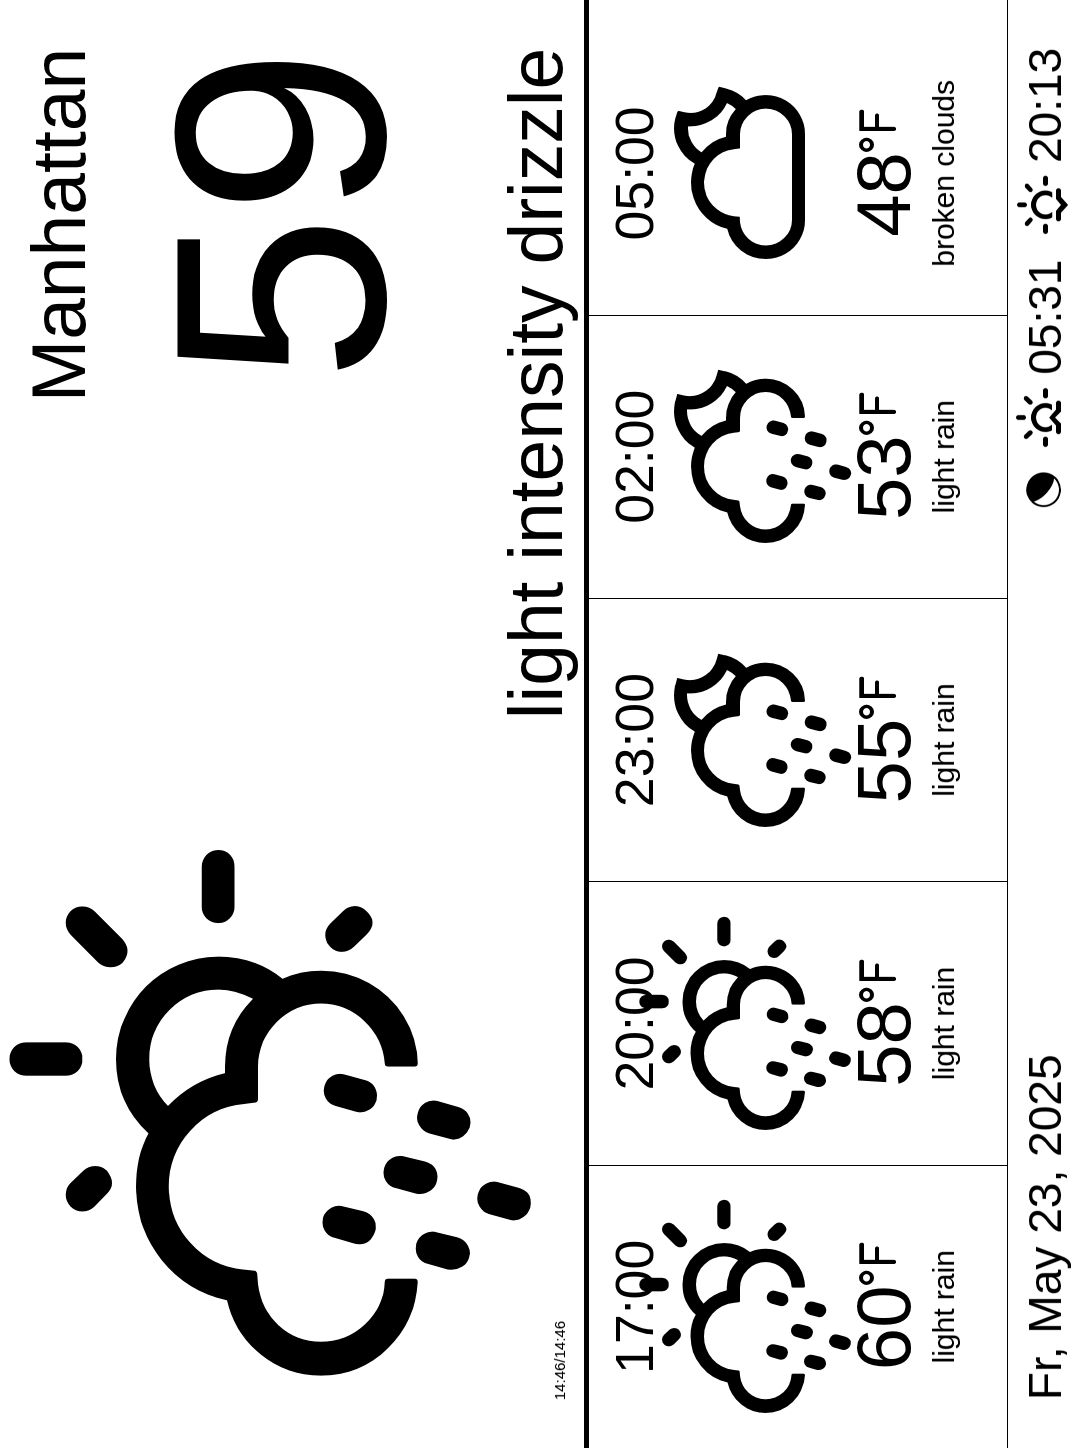 Manhattan
59
light intensity drizzle
14:46/14:46
17:00 20:00 23:00 02:00 05:00
60°F 58°F 55°F 53°F 48°F
light rain light rain light rain light rain broken clouds
Fr, May 23, 2025 05:31 20:13